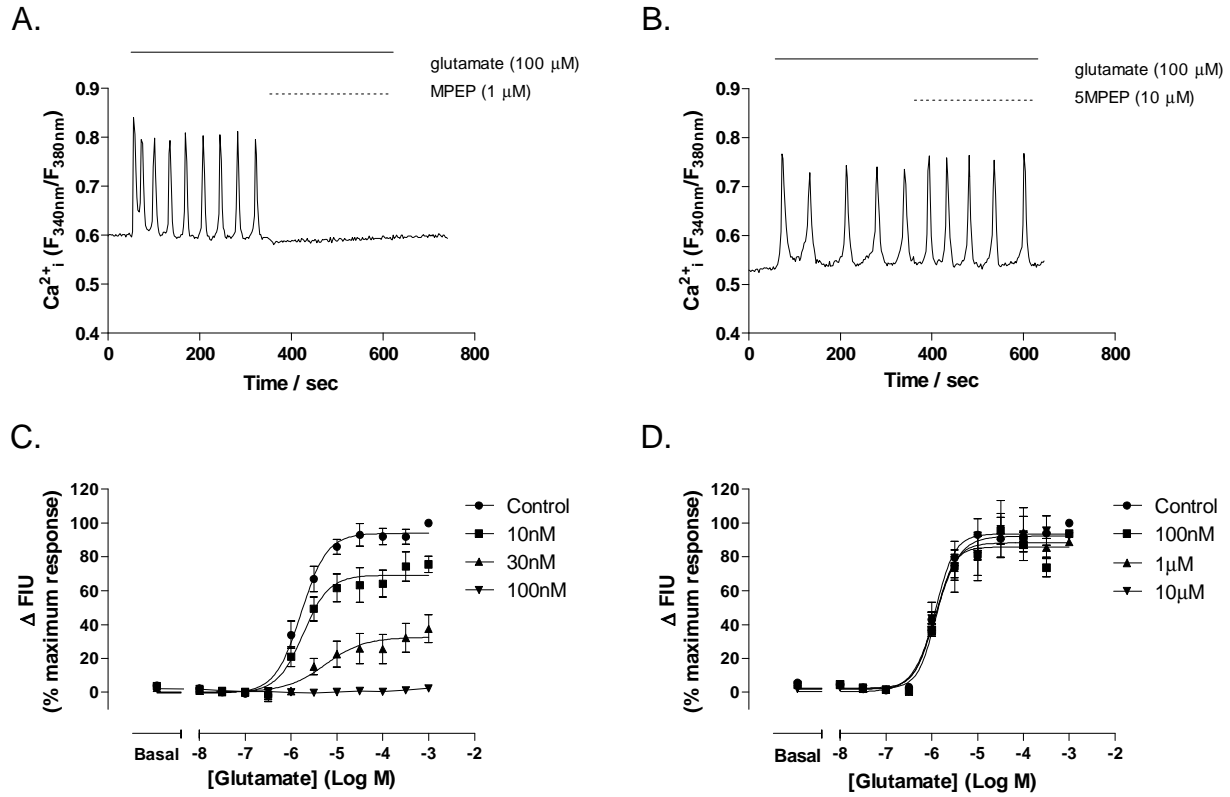 A.
glutamate (100 μM)
MPEP (1 μM)
Ca2+i (F340nm/F380nm)
0.9
0.8
0.7
0.6
0.5
0.4
0 200 400 600 800
Time / sec
B.
glutamate (100 μM)
5MPEP (10 μM)
Ca2+i (F340nm/F380nm)
0.9
0.8
0.7
0.6
0.5
0.4
0 200 400 600 800
Time / sec
C.
Δ FIU
(% maximum response)
120
100
80
60
40
20
0
Control
10nM
30nM
100nM
Basal -8 -7 -6 -5 -4 -3 -2
[Glutamate] (Log M)
D.
Δ FIU
(% maximum response)
120
100
80
60
40
20
0
Control
100nM
1μM
10μM
Basal -8 -7 -6 -5 -4 -3 -2
[Glutamate] (Log M)